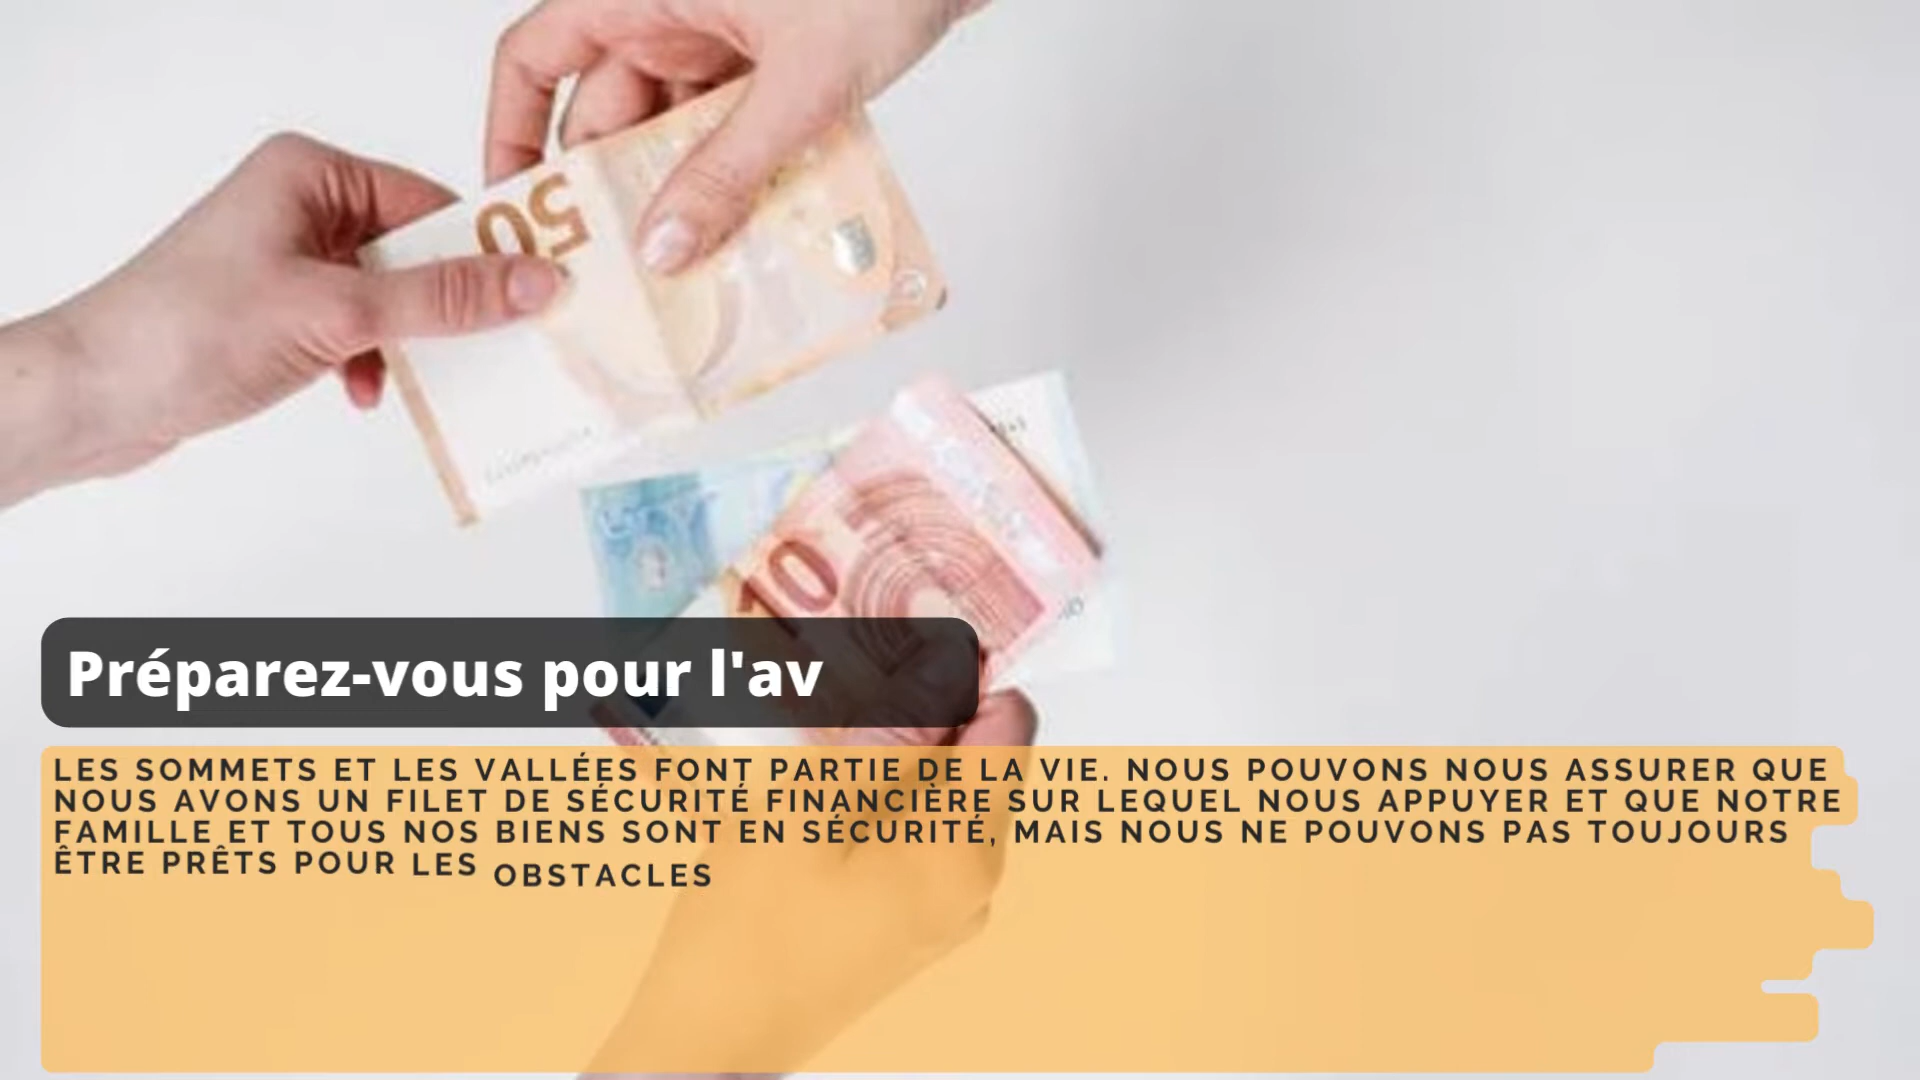 50
10
Préparez-vous pour l'av
LES SOMMETS ET LES VALLÉES FONT PARTIE DE LA VIE. NOUS POUVONS NOUS ASSURER QUE
NOUS AVONS UN FILET DE SÉCURITÉ FINANCIÈRE SUR LEQUEL NOUS APPUYER ET QUE NOTRE
FAMILLE ET TOUS NOS BIENS SONT EN SÉCURITÉ, MAIS NOUS NE POUVONS PAS TOUJOURS
ÊTRE PRÊTS POUR LES OBSTACLES